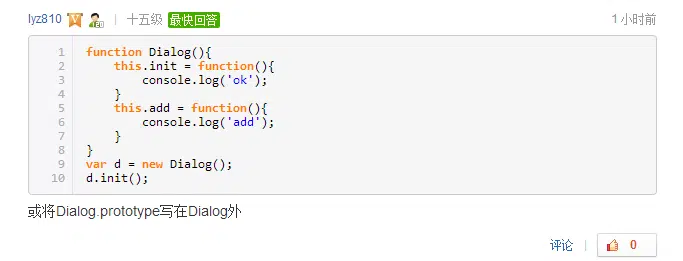 lyz810 | 十五级 最快回答 1 小时前
1 function Dialog(){
2     this.init = function(){
3         console.log('ok');
4     }
5     this.add = function(){
6         console.log('add');
7     }
8 }
9 var d = new Dialog();
10 d.init();
或将Dialog.prototype写在Dialog外
评论 | 0